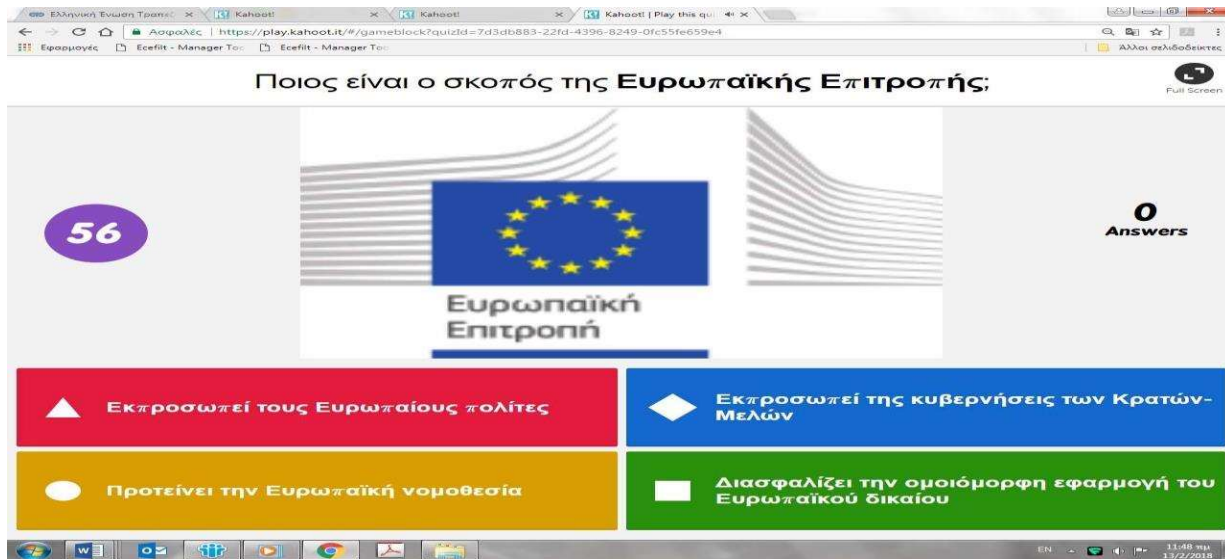 Ελληνική Ένωση Τραπεζ
Kahoot!
Kahoot!
Kahoot! | Play this qu
Ασφαλές | https://play.kahoot.it/#/gameblock?quizId=7d3db883-22fd-4396-8249-0fc55fe659e4
Εφαρμογές
Ecefilt - Manager Too
Ecefilt - Manager Too
Άλλοι σελιδοδείκτες
Ποιος είναι ο σκοπός της Ευρωπαϊκής Επιτροπής;
Full Screen
56
0
Answers
Ευρωπαϊκή
Επιτροπή
Εκπροσωπεί τους Ευρωπαίους πολίτες
Εκπροσωπεί της κυβερνήσεις των Κρατών-
Μελών
Προτείνει την Ευρωπαϊκή νομοθεσία
Διασφαλίζει την ομοιόμορφη εφαρμογή του
Ευρωπαϊκού δικαίου
EN
11:48 πμ
13/2/2018